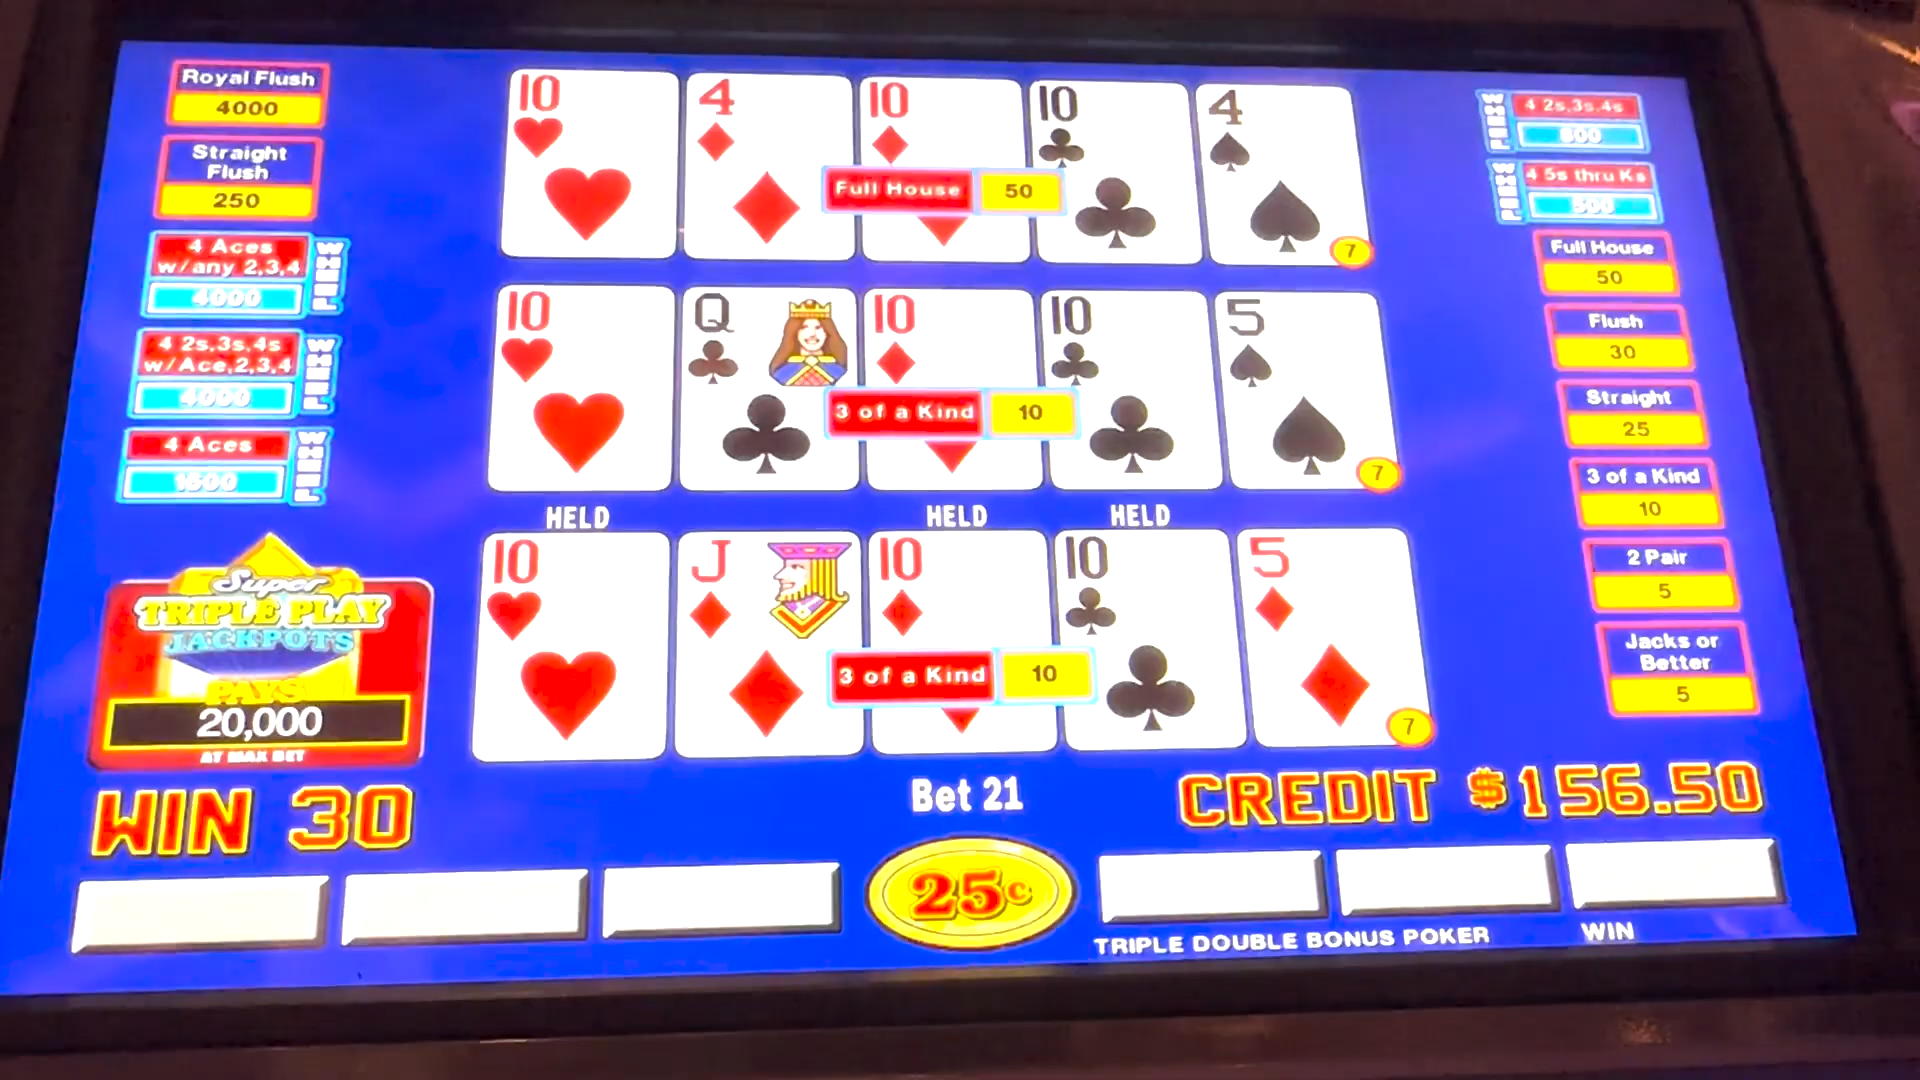 Royal Flush
4000
Straight
Flush
250
4 Aces
w/any 2,3,4
4000
WHEEL
4 2s,3s,4s
w/Ace,2,3,4
4000
WHEEL
4 Aces
1600
WHEEL
Super
TRIPLE PLAY
JACKPOTS
PAYS
20,000
AT MAX BET
WIN 30
10 4 10 10 4
Full House 50
7
10 Q 10 10 5
3 of a Kind 10
7
HELD HELD HELD
10 J 10 10 5
3 of a Kind 10
7
Bet 21
CREDIT $156.50
25¢
TRIPLE DOUBLE BONUS POKER
WIN
WHEEL
4 2s,3s,4s
800
WHEEL
4 5s thru Ks
500
Full House
50
Flush
30
Straight
25
3 of a Kind
10
2 Pair
5
Jacks or
Better
5